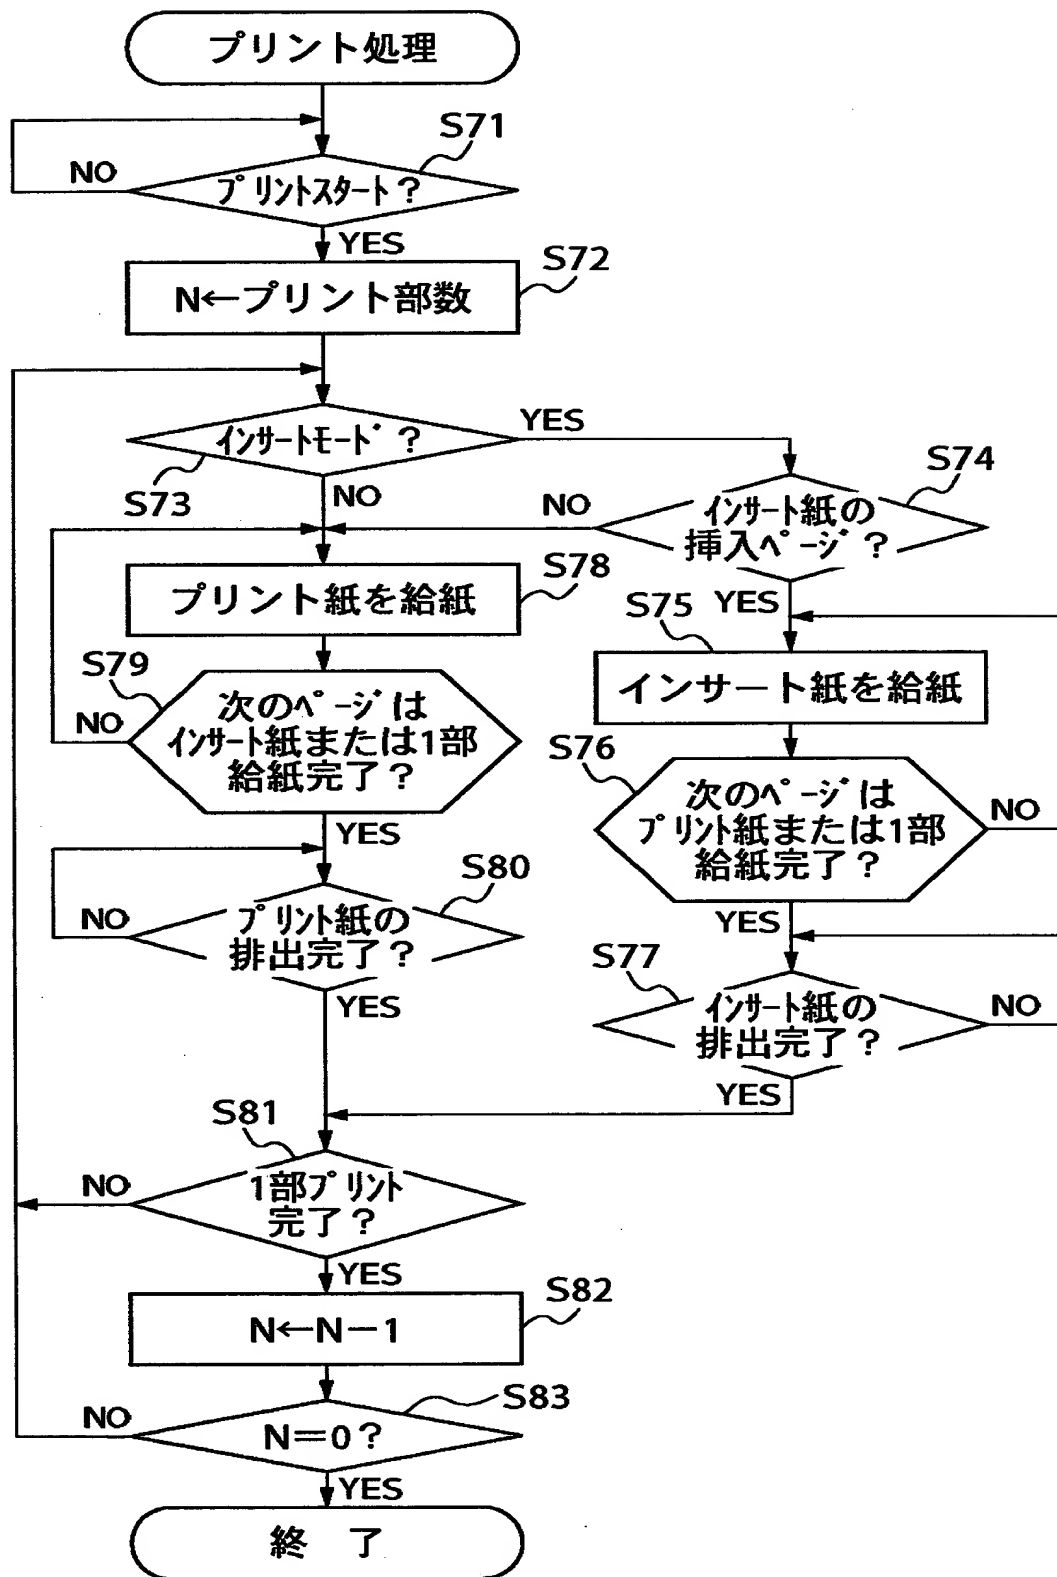 プリント処理
S71
NO
プリントスタート？
YES
S72
N←プリント部数
インサートモード？
YES
S73
NO
S74
NO
インサート紙の
挿入ページ？
YES
S78
プリント紙を給紙
S75
インサート紙を給紙
S79
次のページは
インサート紙または1部
給紙完了？
NO
YES
S76
次のページは
プリント紙または1部
給紙完了？
NO
YES
S80
プリント紙の
排出完了？
NO
YES
S77
インサート紙の
排出完了？
NO
YES
S81
1部プリント
完了？
NO
YES
S82
N←N－1
S83
N＝0？
NO
YES
終 了